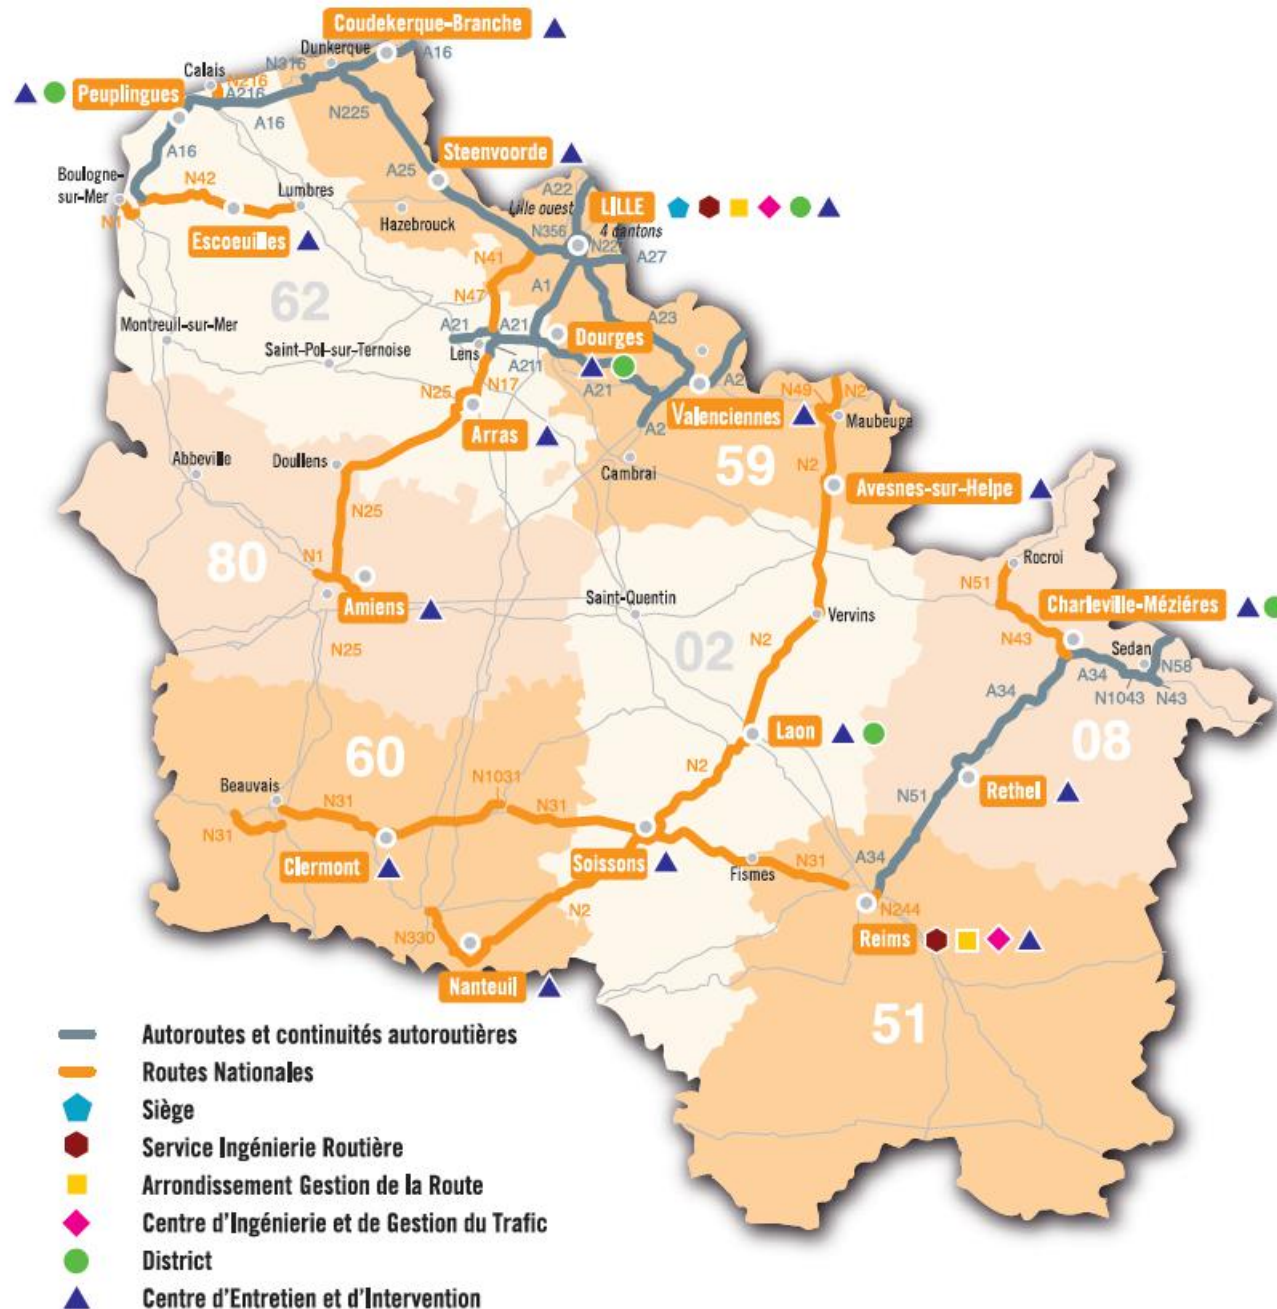 Coudekerque-Branche
Dunkerque
A16
N316
Calais
N216
A216
Peuplingues
A16
N225
A16
Steenvoorde
A25
Boulogne-
sur-Mer
N42
Lumbres
N1
A22
Lille ouest
LILLE
4 cantons
Hazebrouck
N356
N227
A27
Escoeuilles
N41
A1
62
N47
A23
Montreuil-sur-Mer
A21
A21
Dourges
Saint-Pol-sur-Ternoise
Lens
A211
A21
A2
N25
N17
N49
N2
Valenciennes
Maubeuge
Arras
A2
Abbeville
Doullens
Cambrai
59
N2
Avesnes-sur-Helpe
N25
80
N1
Rocroi
N51
Amiens
Saint-Quentin
Vervins
Charleville-Méziéres
N25
02
N2
N43
Sedan
N58
A34
N1043
N43
A34
Laon
08
60
N2
Beauvais
N1031
N31
N31
N51
Rethel
N31
Clermont
Soissons
Fismes
N31
A34
N2
N244
N330
Reims
Nanteuil
51
Autoroutes et continuités autoroutières
Routes Nationales
Siège
Service Ingénierie Routière
Arrondissement Gestion de la Route
Centre d'Ingénierie et de Gestion du Trafic
District
Centre d'Entretien et d'Intervention